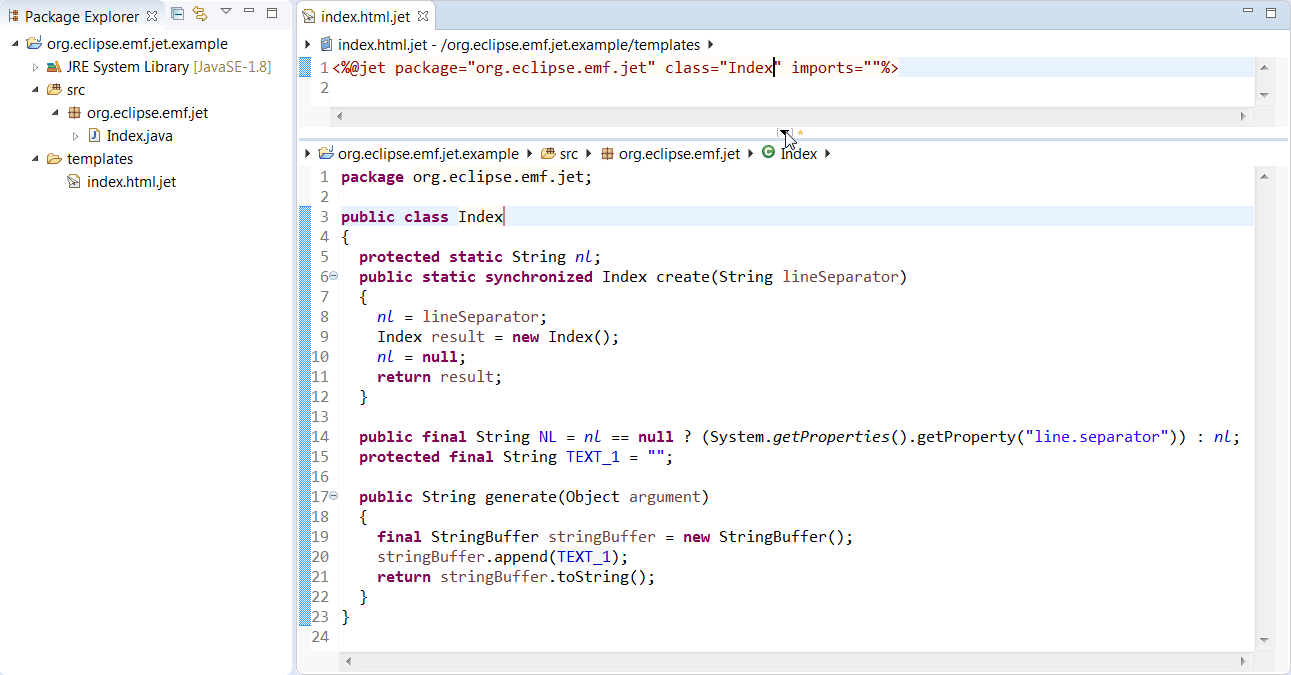 Package Explorer
org.eclipse.emf.jet.example
JRE System Library [JavaSE-1.8]
src
org.eclipse.emf.jet
Index.java
templates
index.html.jet
index.html.jet
index.html.jet - /org.eclipse.emf.jet.example/templates
1 <%@jet package="org.eclipse.emf.jet" class="Index" imports=""%>
2
org.eclipse.emf.jet.example src org.eclipse.emf.jet Index
1 package org.eclipse.emf.jet;
2
3 public class Index
4 {
5   protected static String nl;
6   public static synchronized Index create(String lineSeparator)
7   {
8     nl = lineSeparator;
9     Index result = new Index();
10     nl = null;
11     return result;
12   }
13
14   public final String NL = nl == null ? (System.getProperties().getProperty("line.separator")) : nl;
15   protected final String TEXT_1 = "";
16
17   public String generate(Object argument)
18   {
19     final StringBuffer stringBuffer = new StringBuffer();
20     stringBuffer.append(TEXT_1);
21     return stringBuffer.toString();
22   }
23 }
24